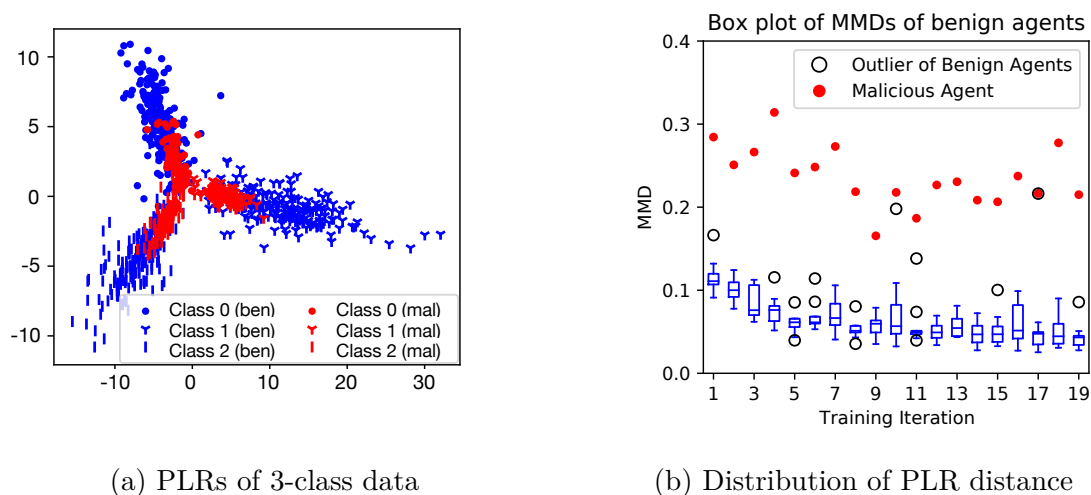 10
5
0
-5
-10
-10
0
10
20
30
Class 0 (ben)
Class 1 (ben)
Class 2 (ben)
Class 0 (mal)
Class 1 (mal)
Class 2 (mal)
(a) PLRs of 3-class data
Box plot of MMDs of benign agents
0.4
0.3
0.2
0.1
0.0
MMD
Outlier of Benign Agents
Malicious Agent
1 3 5 7 9 11 13 15 17 19
Training Iteration
(b) Distribution of PLR distance